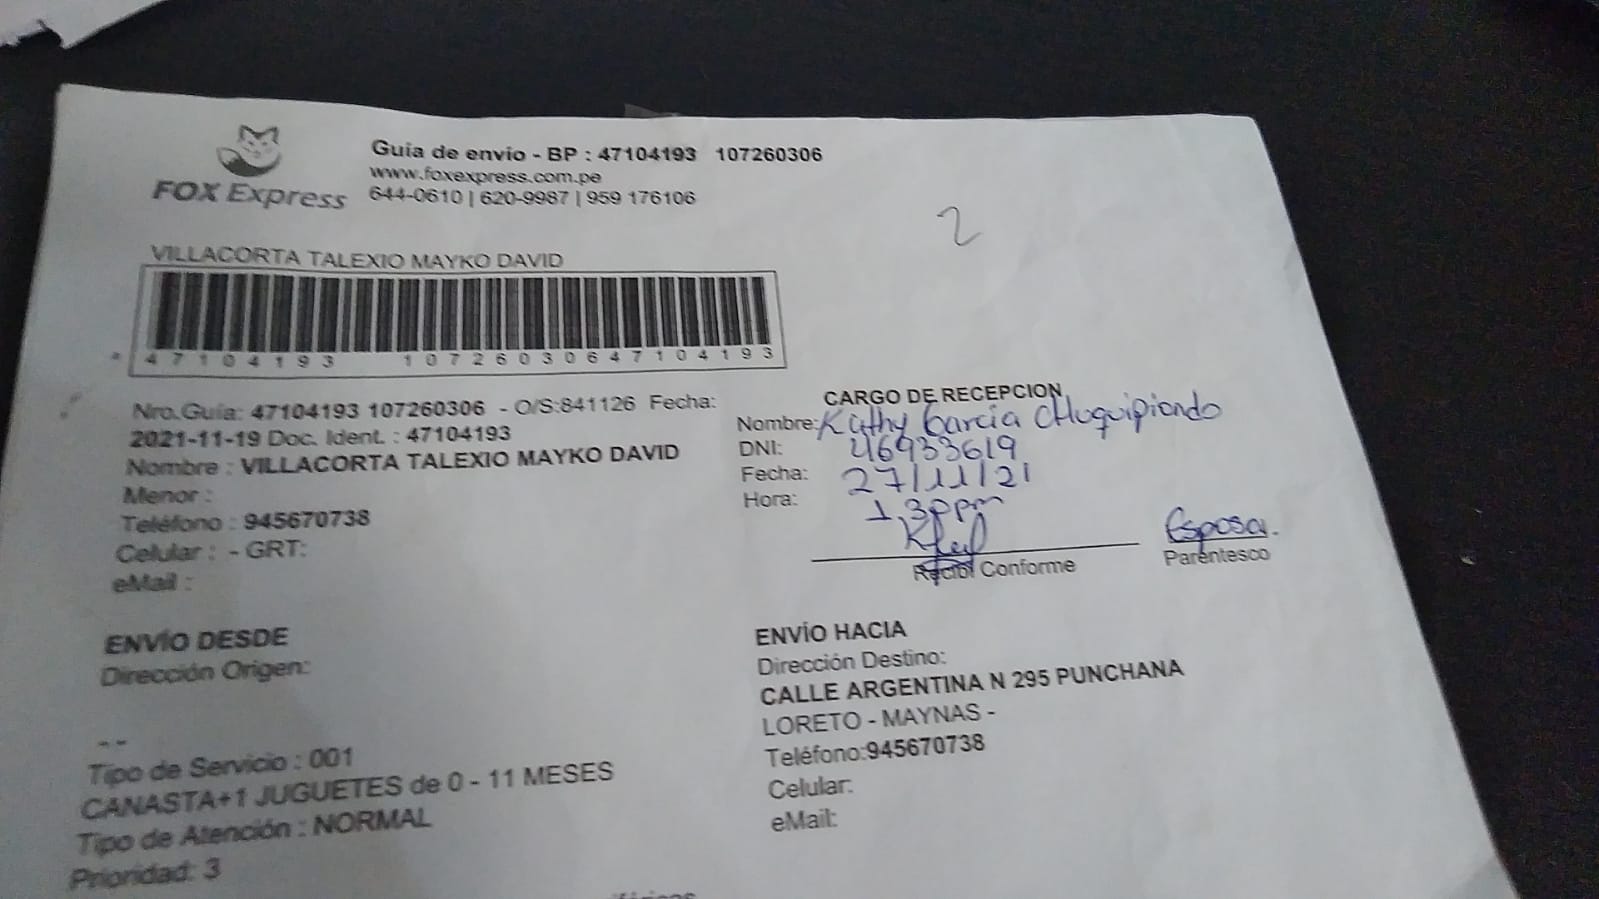 FOX Express
Guía de envío - BP : 47104193 107260306
www.foxexpress.com.pe
644-0610 | 620-9987 | 959 176106
2
VILLACORTA TALEXIO MAYKO DAVID
47104193 10726030647104193
Nro.Guía: 47104193 107260306 - O/S:841126 Fecha:
2021-11-19 Doc. Ident. : 47104193
Nombre : VILLACORTA TALEXIO MAYKO DAVID
Menor :
Teléfono : 945670738
Celular : - GRT:
eMail :
CARGO DE RECEPCION
Nombre: Kathy Garcia Chuquipiondo
DNI: 46933619
Fecha: 27/11/21
Hora: 1,30pm
Recibí Conforme
Esposa.
Parentesco
ENVÍO DESDE
Dirección Origen:
- -
Tipo de Servicio : 001
CANASTA+1 JUGUETES de 0 - 11 MESES
Tipo de Atención : NORMAL
Prioridad: 3
ENVÍO HACIA
Dirección Destino:
CALLE ARGENTINA N 295 PUNCHANA
LORETO - MAYNAS -
Teléfono:945670738
Celular:
eMail: